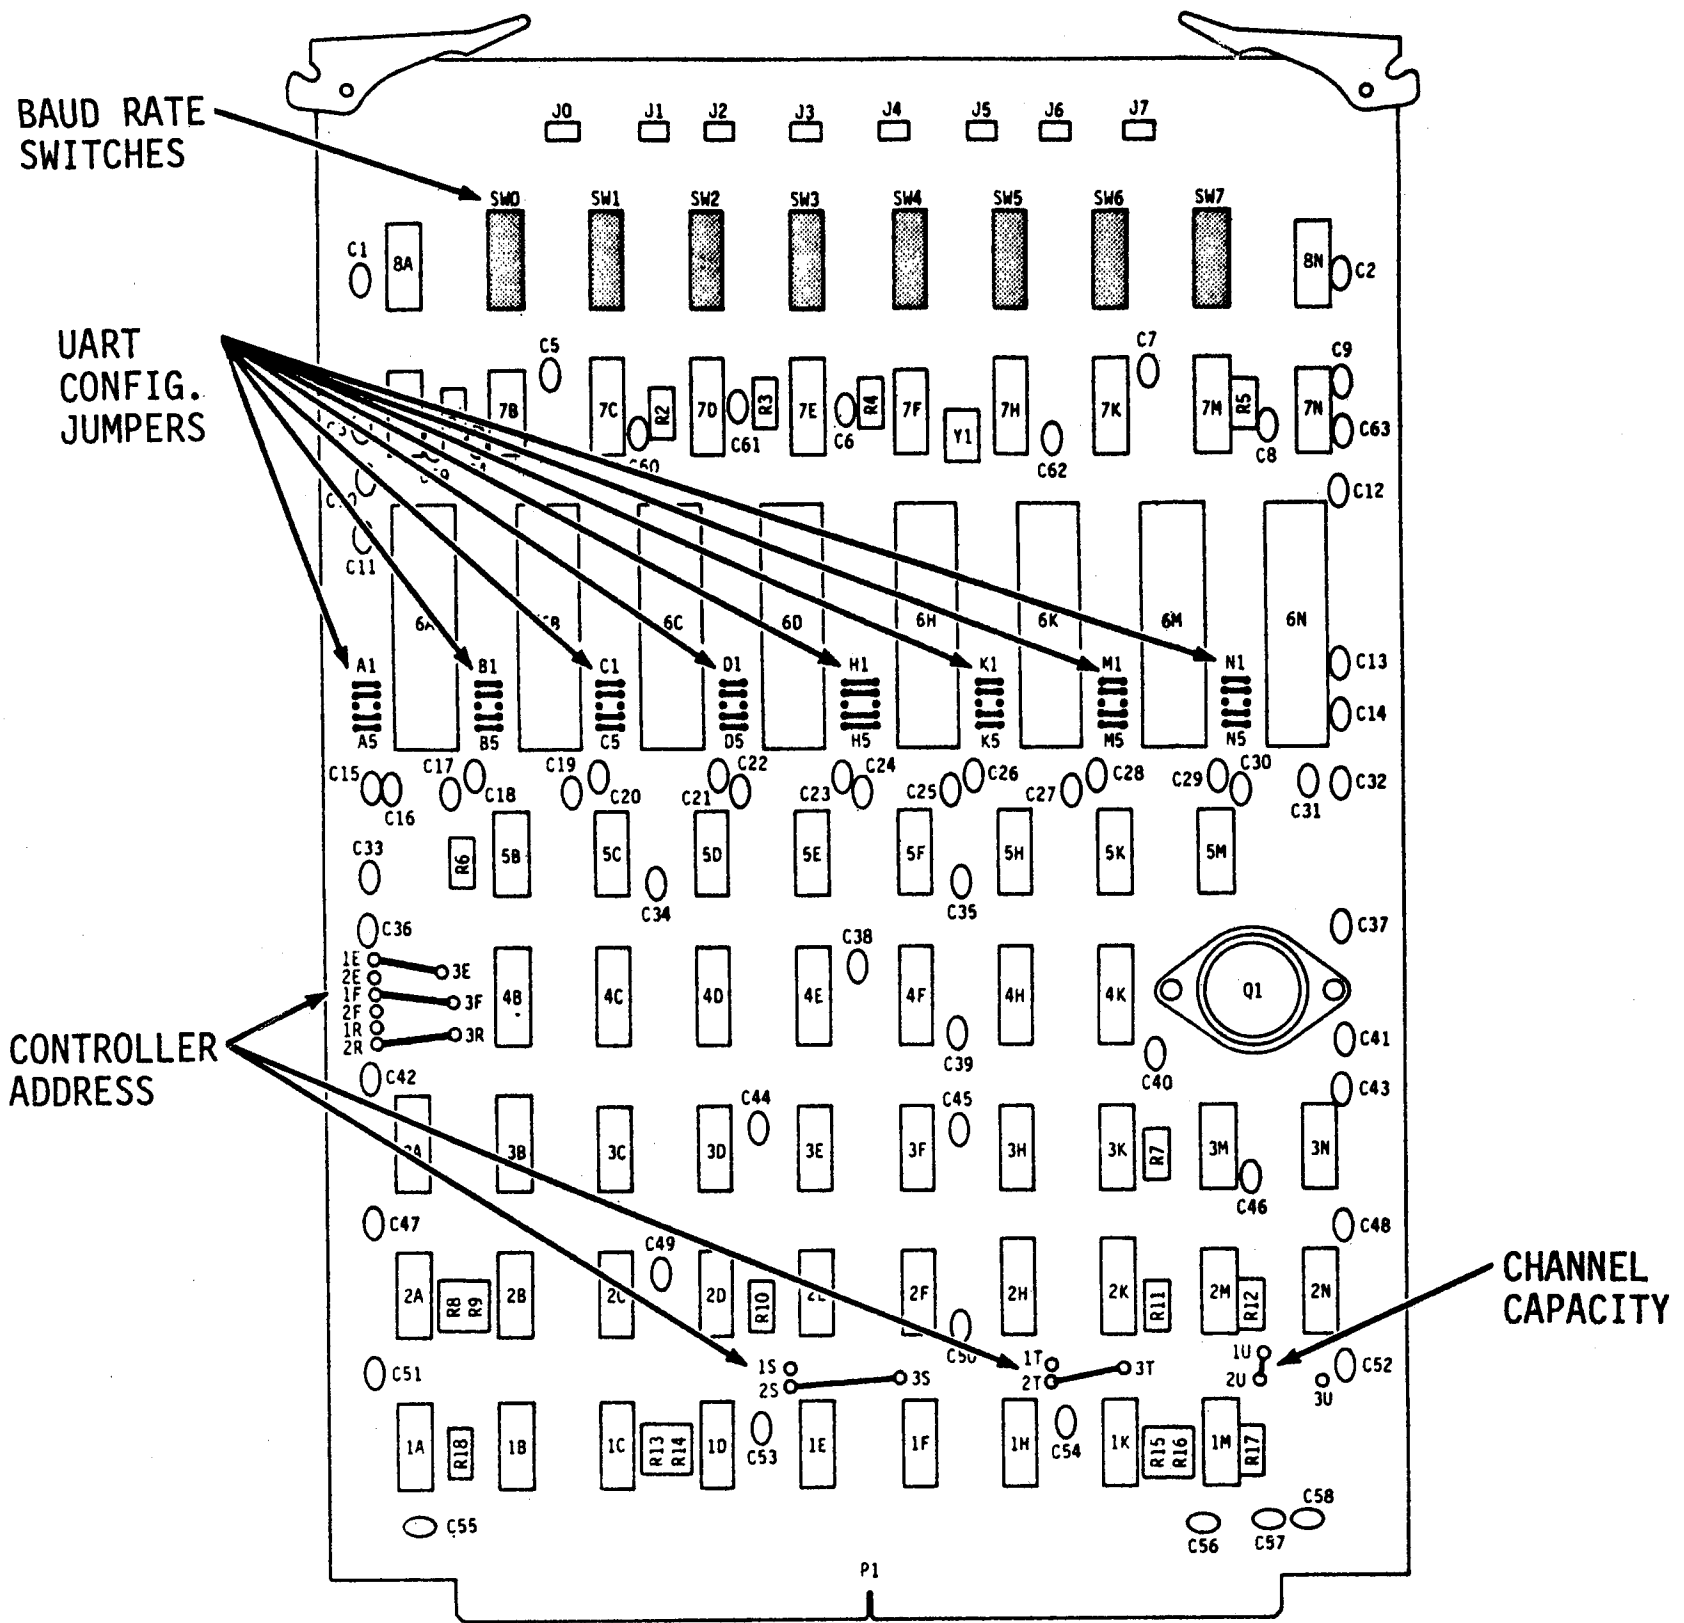 BAUD RATE
SWITCHES
J0 J1 J2 J3 J4 J5 J6 J7
SW0 SW1 SW2 SW3 SW4 SW5 SW6 SW7
C1 8A 8N C2
UART
CONFIG.
JUMPERS
C5 C7 C9
7B 7C R2 7D R3 7E R4 7F Y1 7H 7K 7M R5 7N C63
C61 C6 C62 C8
C12
C11
6C 6D 6H 6K 6M 6N
A1 B1 C1 D1 H1 K1 M1 N1 C13
C14
A5 B5 C5 D5 H5 K5 M5 N5
C15 C17 C19 C22 C24 C26 C28 C29 C30 C32
C16 C18 C20 C21 C23 C25 C27 C31
C33 R6 5B 5C 5D 5E 5F 5H 5K 5M
C34 C35
C36 C38 C37
1E 3E
2E
1F 3F 4B 4C 4D 4E 4F 4H 4K Q1
2F
1R 3R
2R
CONTROLLER
ADDRESS
C39 C40 C41
C42 C44 C45 C43
3B 3C 3D 3E 3F 3H 3K R7 3M 3N
C46
C47 C49 C48
CHANNEL
CAPACITY
2A R8 R9 2B 2D R10 2F 2H 2K R11 2M R12 2N
C51 1S 3S 1T 3T 1U C52
2S 2T 2U 3U
1A R18 1B 1C R13 R14 1D C53 1E 1F 1H C54 1K R15 R16 1M R17
C55 C56 C57 C58
P1